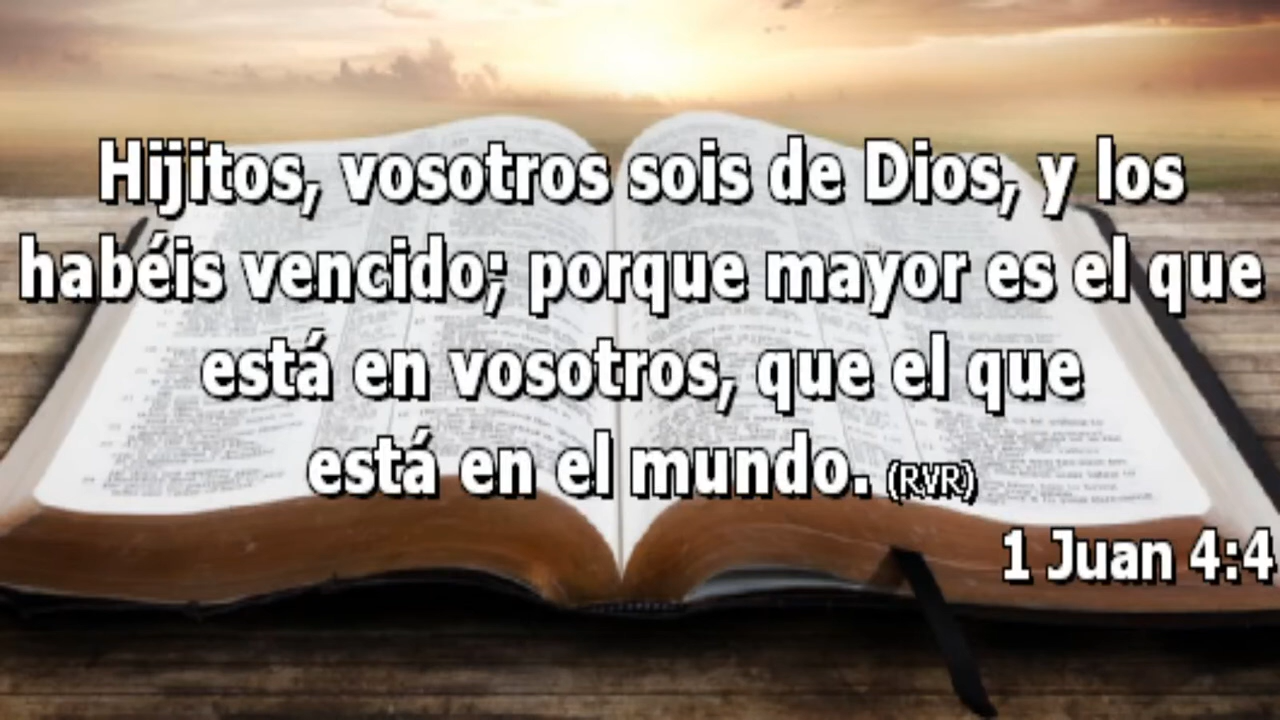 Hijitos, vosotros sois de Dios, y los
habéis vencido; porque mayor es el que
está en vosotros, que el que
está en el mundo. (RVR)
1 Juan 4:4